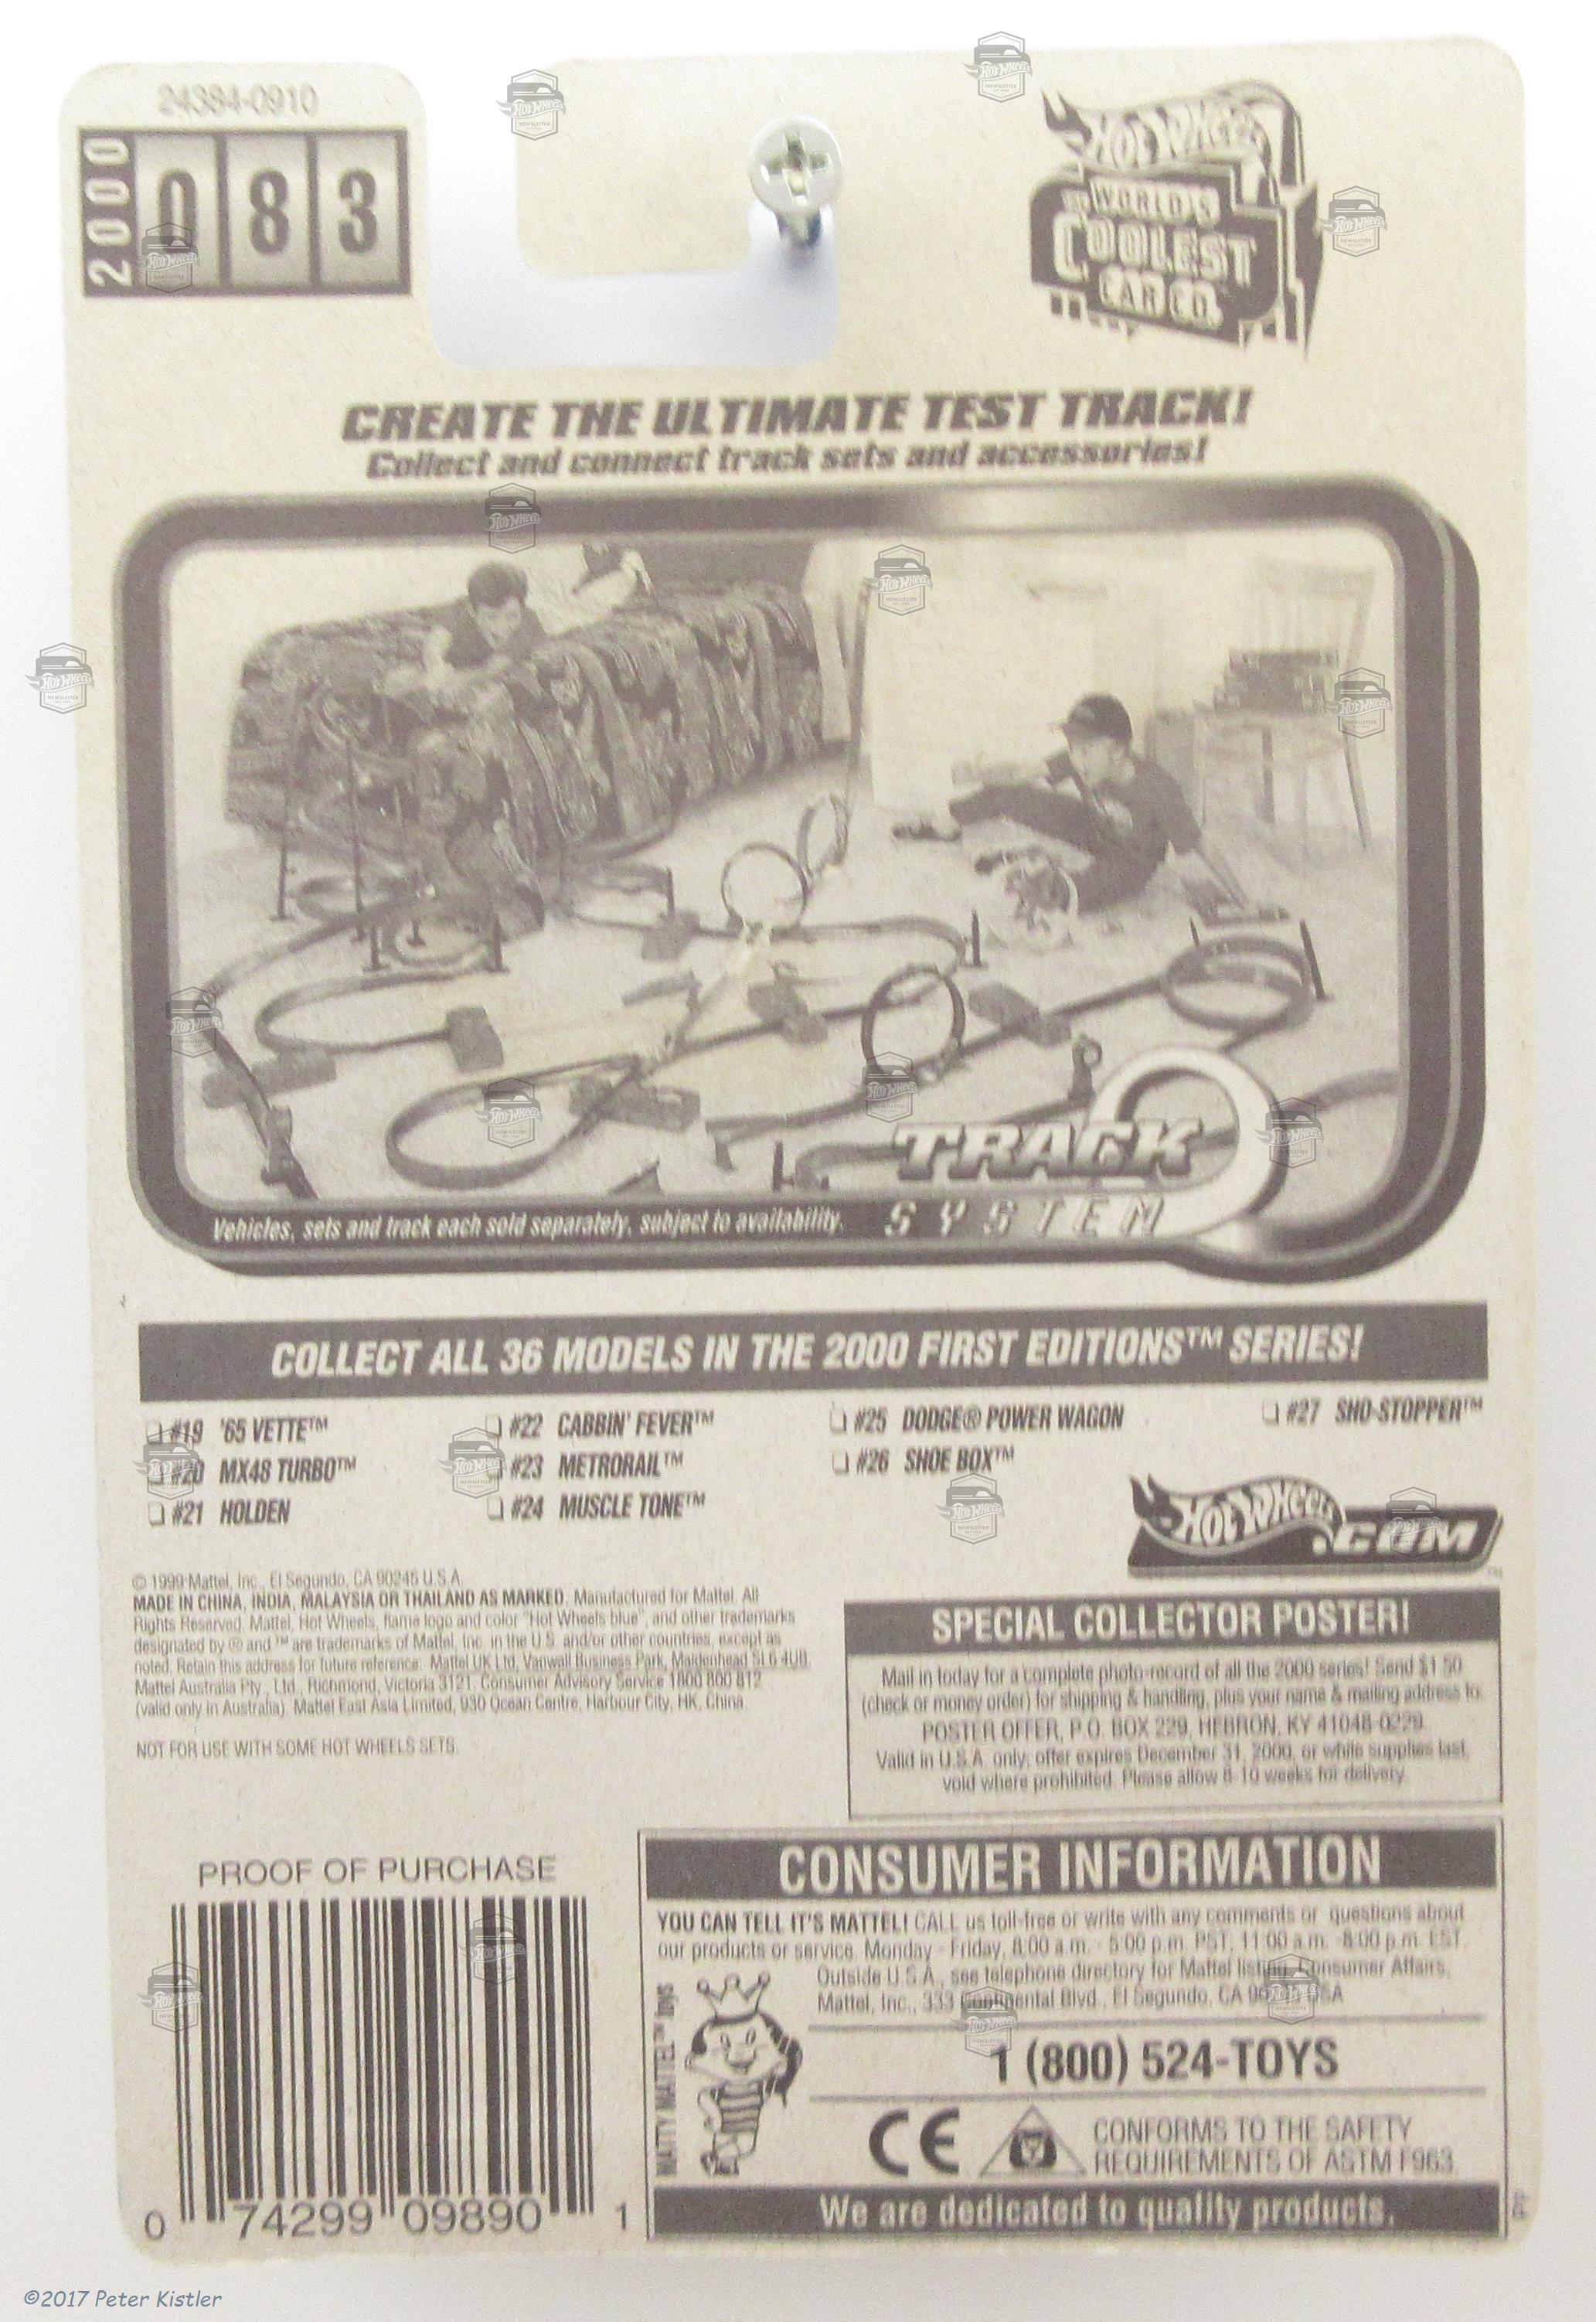 24384-0910
2000 083
HOT WHEELS
WORLD'S
COOLEST
CAR CO.
CREATE THE ULTIMATE TEST TRACK!
Collect and connect track sets and accessories!
TRACK
SYSTEM
Vehicles, sets and track each sold separately, subject to availability.
COLLECT ALL 36 MODELS IN THE 2000 FIRST EDITIONS™ SERIES!
#19 '65 VETTE™
#20 MX48 TURBO™
#21 HOLDEN
#22 CABBIN' FEVER™
#23 METRORAIL™
#24 MUSCLE TONE™
#25 DODGE® POWER WAGON
#26 SHOE BOX™
#27 SHO-STOPPER™
HOT WHEELS
.COM
© 1999 Mattel, Inc., El Segundo, CA 90245 U.S.A.
MADE IN CHINA, INDIA, MALAYSIA OR THAILAND AS MARKED. Manufactured for Mattel. All
Rights Reserved. Mattel, Hot Wheels, flame logo and color "Hot Wheels blue", and other trademarks
designated by ® and ™ are trademarks of Mattel, Inc. in the U.S. and/or other countries, except as
noted. Retain this address for future reference: Mattel UK Ltd, Vanwall Business Park, Maidenhead SL6 4UB.
Mattel Australia Pty., Ltd., Richmond, Victoria 3121. Consumer Advisory Service 1800 800 812
(valid only in Australia). Mattel East Asia Limited, 930 Ocean Centre, Harbour City, HK, China.
NOT FOR USE WITH SOME HOT WHEELS SETS.
SPECIAL COLLECTOR POSTER!
Mail in today for a complete photo-record of all the 2000 series! Send $1.50
(check or money order) for shipping & handling, plus your name & mailing address to:
POSTER OFFER, P.O. BOX 229, HEBRON, KY 41048-0229.
Valid in U.S.A. only, offer expires December 31, 2000, or while supplies last,
void where prohibited. Please allow 8-10 weeks for delivery.
PROOF OF PURCHASE
0 74299 09890 1
CONSUMER INFORMATION
YOU CAN TELL IT'S MATTEL! CALL us toll-free or write with any comments or questions about
our products or service. Monday - Friday, 8:00 a.m. - 5:00 p.m. PST, 11:00 a.m. -8:00 p.m. EST.
Outside U.S.A., see telephone directory for Mattel listing. Consumer Affairs,
Mattel, Inc., 333 Continental Blvd., El Segundo, CA 90245 USA
MATTY MATTEL™ toys
1 (800) 524-TOYS
CE
CONFORMS TO THE SAFETY
REQUIREMENTS OF ASTM F963.
We are dedicated to quality products.
©2017 Peter Kistler